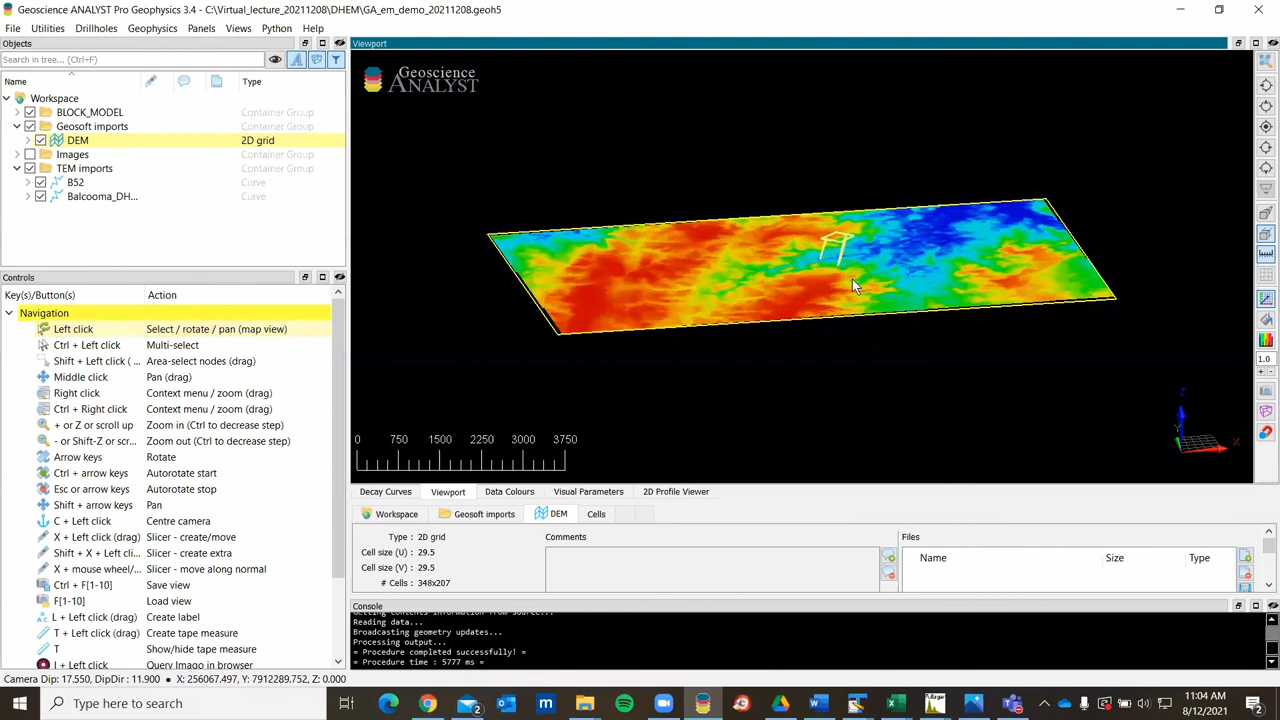 Geoscience ANALYST Pro Geophysics 3.4 - C:\Virtual_lecture_20211208\DHEM\GA_em_demo_20211208.geoh5
File Utilities Drilholes Geophysics Panels Views Python Help
Objects
Search in tree.. (Ctrl+F)
Name Type
Workspace
BLOCK_MODEL Container Group
Geosoft imports Container Group
DEM 2D grid
Images Container Group
TEM imports Container Group
B52 Curve
Balcooma_DH... Curve
Controls
Key(s)/Button(s) Action
Navigation
Left click Select / rotate / pan (map view)
Ctrl + Left click Multi-select
Shift + Left click ( ... Area-select nodes (drag)
Middle click Pan (drag)
Right click Context menu / zoom (drag)
Ctrl + Right click Context menu / zoom (drag)
+ or Z or scroll up Zoom in (Ctrl to decrease step)
- or Shift-Z or scr... Zoom out (Ctrl to decrease step)
Arrow keys Rotate
Ctrl + arrow keys Autorotate start
Esc or arrow keys Autorotate stop
Shift + arrow keys Pan
C + Left click Centre camera
X + Left click (drag) Slicer - create/move
Shift + X + Left cli... Slicer - create extra
X + mouse wheel/... Slicer - move along normal
Ctrl + F[1-10] Save view
F[1-10] Load view
L + Left click (drag) Create label
T + Left click (drag) Create tape measure
T Show/hide tape measure
I + Left click Query Imago in browser
Viewport
Geoscience
ANALYST
0 750 1500 2250 3000 3750
Z
Y
X
1.0
Decay Curves Viewport Data Colours Visual Parameters 2D Profile Viewer
Workspace Geosoft imports DEM Cells
Type : 2D grid
Cell size (U) : 29.5
Cell size (V) : 29.5
# Cells : 348x207
Comments
Files
Name Size Type
Console
Getting contents information from source...
Reading data...
Broadcasting geometry updates...
Processing output...
= Procedure completed successfully! =
= Procedure time : 5777 ms =
Camera Dip: 17.550, DipDir : 11.900 ● X: 256067.497, Y: 7912289.752, Z: 0.000
Type here to search
11:04 AM
8/12/2021